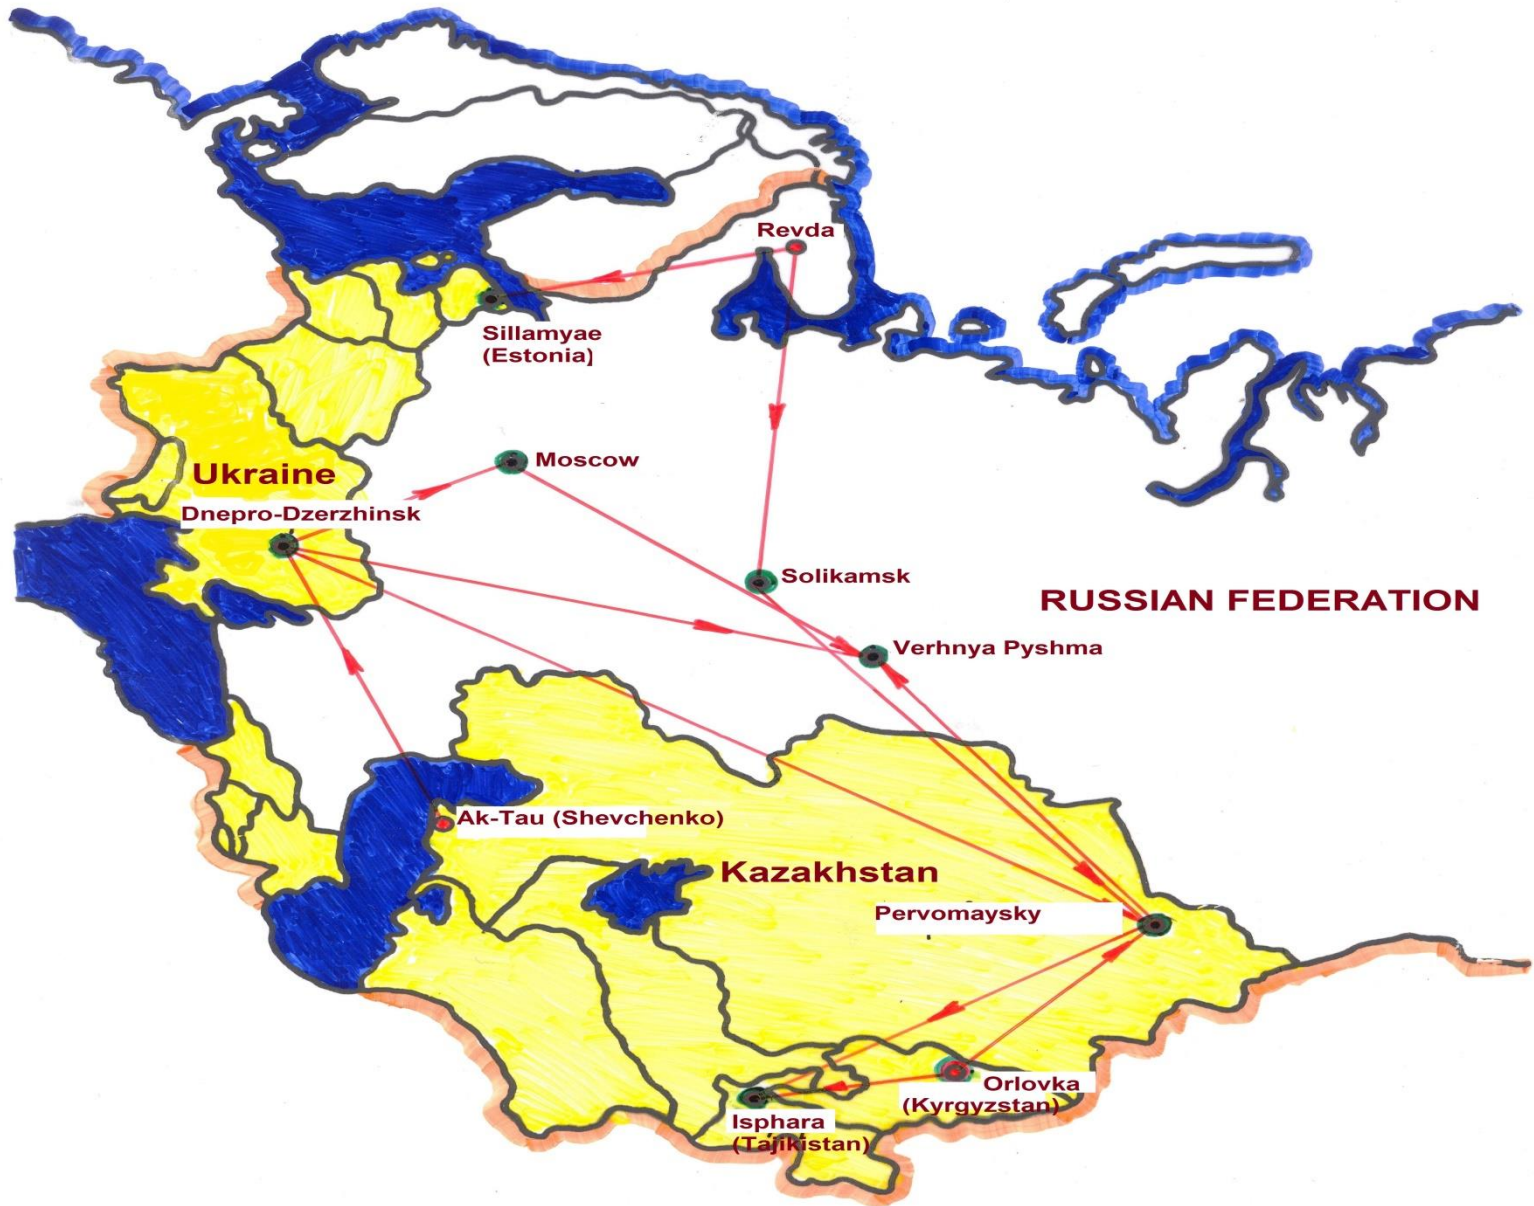 Revda
Sillamyae
(Estonia)
Moscow
Ukraine
Dnepro-Dzerzhinsk
Solikamsk
RUSSIAN FEDERATION
Verhnya Pyshma
Ak-Tau (Shevchenko)
Kazakhstan
Pervomaysky
Orlovka
(Kyrgyzstan)
Isphara
(Tajikistan)